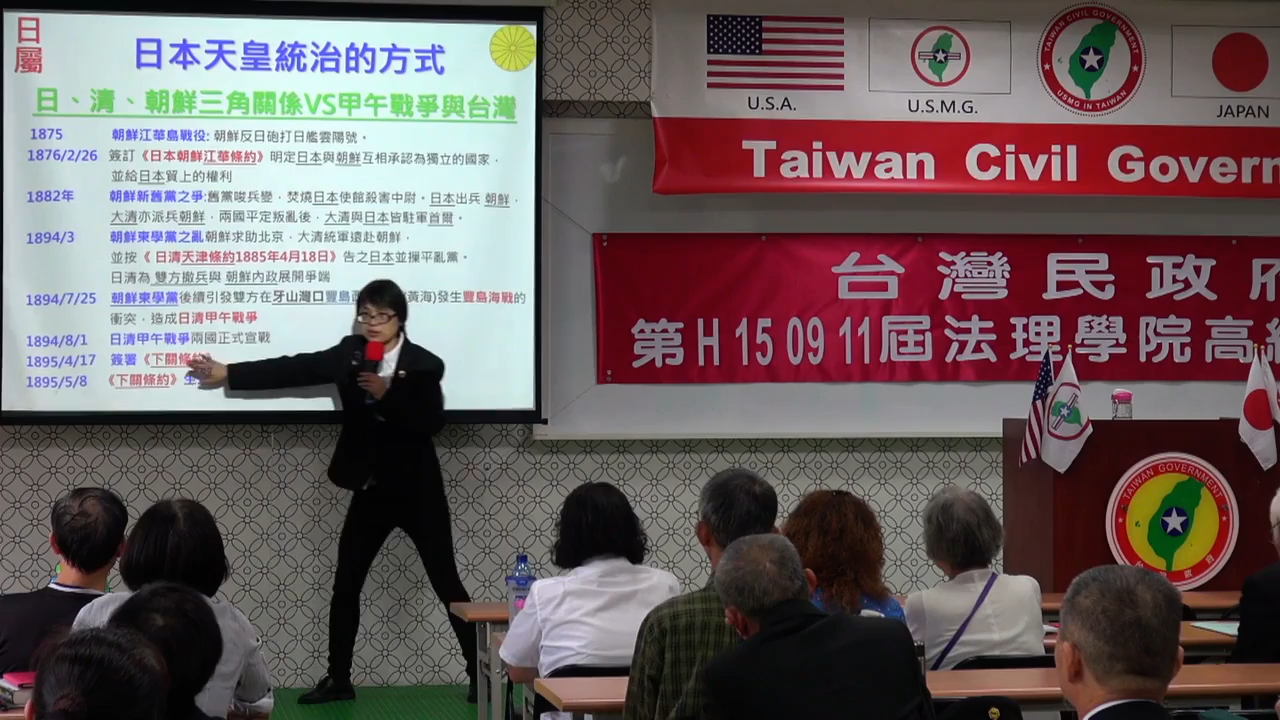 日屬
日本天皇統治的方式
日、清、朝鮮三角關係VS甲午戰爭與台灣
1875 朝鮮江華島戰役: 朝鮮反日砲打日艦雲陽號。
1876/2/26 簽訂《日本朝鮮江華條約》明定日本與朝鮮互相承認為獨立的國家，
並給日本貿上的權利
1882年 朝鮮新舊黨之爭:舊黨唆兵變，焚燒日本使館殺害中尉。日本出兵 朝鮮，
大清亦派兵朝鮮，兩國平定叛亂後，大清與日本皆駐軍首爾。
1894/3 朝鮮東學黨之亂朝鮮求助北京，大清統軍遠赴朝鮮，
並按《 日清天津條約1885年4月18日》告之日本並摷平亂黨。
日清為 雙方撤兵與 朝鮮內政展開爭端
1894/7/25 朝鮮東學黨後續引發雙方在牙山灣口豐島 黃海)發生豐島海戰的
衝突，造成日清甲午戰爭
1894/8/1 日清甲午戰爭兩國正式宣戰
1895/4/17 簽署《下關條約
1895/5/8 《下關條約》生
U.S.A.
U.S.M.G.
TAIWAN CIVIL GOVERNMENT
USMG IN TAIWAN
JAPAN
Taiwan Civil Govern
台灣民政府
第H 15 09 11屆法理學院高
TAIWAN GOVERNMENT